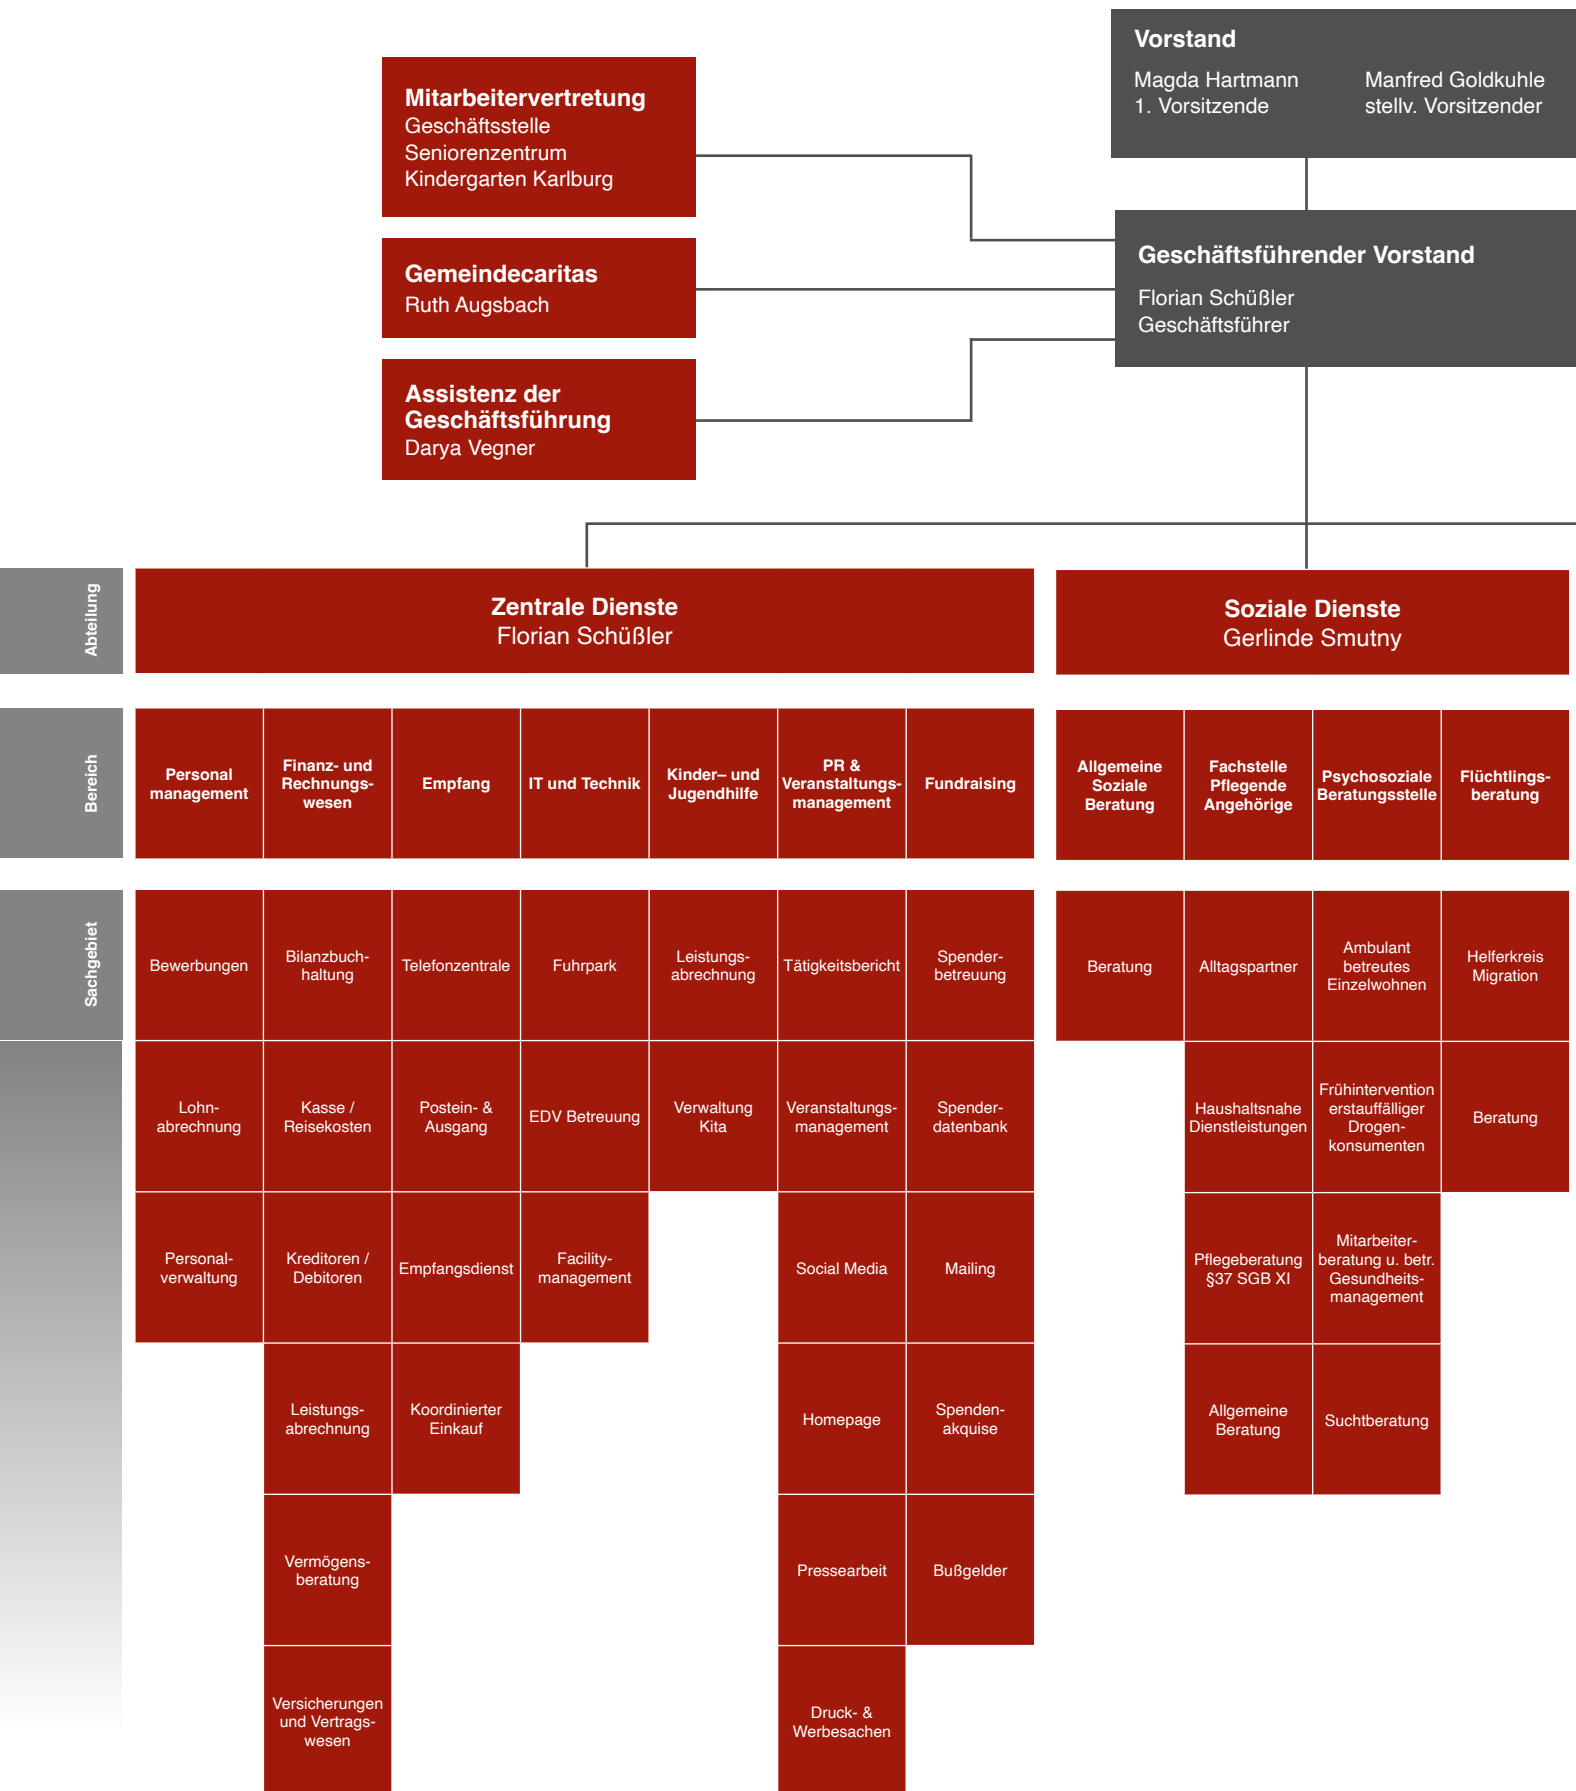 Vorstand
Magda Hartmann
1. Vorsitzende
Manfred Goldkuhle
stellv. Vorsitzender
Mitarbeitervertretung
Geschäftsstelle
Seniorenzentrum
Kindergarten Karlburg
Gemeindecaritas
Ruth Augsbach
Assistenz der
Geschäftsführung
Darya Vegner
Geschäftsführender Vorstand
Florian Schüßler
Geschäftsführer
Abteilung
Zentrale Dienste
Florian Schüßler
Soziale Dienste
Gerlinde Smutny
Bereich
Personal
management
Finanz- und
Rechnungs-
wesen
Empfang
IT und Technik
Kinder– und
Jugendhilfe
PR &
Veranstaltungs-
management
Fundraising
Allgemeine
Soziale
Beratung
Fachstelle
Pflegende
Angehörige
Psychosoziale
Beratungsstelle
Flüchtlings-
beratung
Sachgebiet
Bewerbungen
Bilanzbuch-
haltung
Telefonzentrale
Fuhrpark
Leistungs-
abrechnung
Tätigkeitsbericht
Spender-
betreuung
Beratung
Alltagspartner
Ambulant
betreutes
Einzelwohnen
Helferkreis
Migration
Lohn-
abrechnung
Kasse /
Reisekosten
Postein- &
Ausgang
EDV Betreuung
Verwaltung
Kita
Veranstaltungs-
management
Spender-
datenbank
Haushaltsnahe
Dienstleistungen
Frühintervention
erstauffälliger
Drogen-
konsumenten
Beratung
Personal-
verwaltung
Kreditoren /
Debitoren
Empfangsdienst
Facility-
management
Social Media
Mailing
Pflegeberatung
§37 SGB XI
Mitarbeiter-
beratung u. betr.
Gesundheits-
management
Leistungs-
abrechnung
Koordinierter
Einkauf
Homepage
Spenden-
akquise
Allgemeine
Beratung
Suchtberatung
Vermögens-
beratung
Pressearbeit
Bußgelder
Versicherungen
und Vertrags-
wesen
Druck- &
Werbesachen